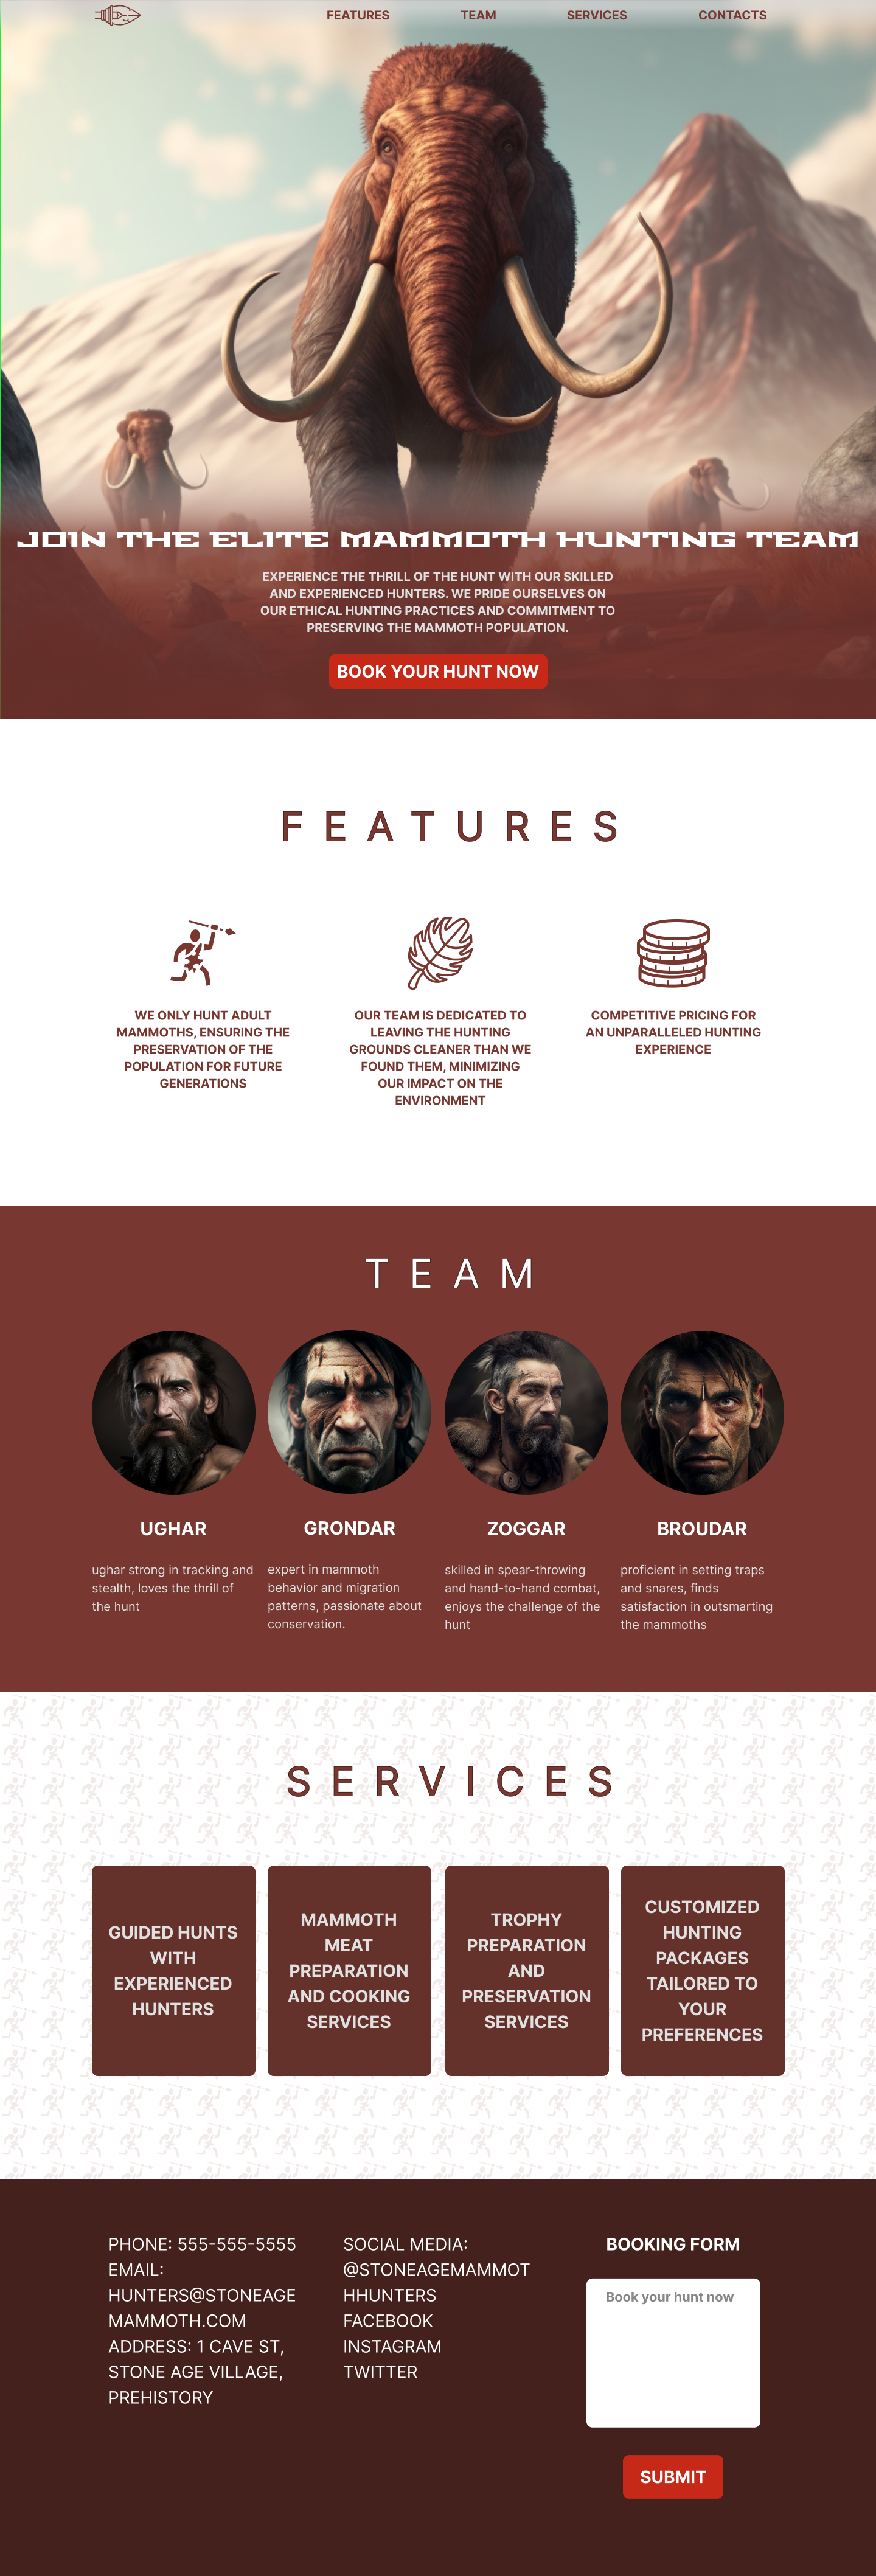 FEATURES
TEAM
SERVICES
CONTACTS
JOIN THE ELITE MAMMOTH HUNTING TEAM
EXPERIENCE THE THRILL OF THE HUNT WITH OUR SKILLED
AND EXPERIENCED HUNTERS. WE PRIDE OURSELVES ON
OUR ETHICAL HUNTING PRACTICES AND COMMITMENT TO
PRESERVING THE MAMMOTH POPULATION.
BOOK YOUR HUNT NOW
FEATURES
WE ONLY HUNT ADULT
MAMMOTHS, ENSURING THE
PRESERVATION OF THE
POPULATION FOR FUTURE
GENERATIONS
OUR TEAM IS DEDICATED TO
LEAVING THE HUNTING
GROUNDS CLEANER THAN WE
FOUND THEM, MINIMIZING
OUR IMPACT ON THE
ENVIRONMENT
COMPETITIVE PRICING FOR
AN UNPARALLELED HUNTING
EXPERIENCE
TEAM
UGHAR
ughar strong in tracking and
stealth, loves the thrill of
the hunt
GRONDAR
expert in mammoth
behavior and migration
patterns, passionate about
conservation.
ZOGGAR
skilled in spear-throwing
and hand-to-hand combat,
enjoys the challenge of the
hunt
BROUDAR
proficient in setting traps
and snares, finds
satisfaction in outsmarting
the mammoths
SERVICES
GUIDED HUNTS
WITH
EXPERIENCED
HUNTERS
MAMMOTH
MEAT
PREPARATION
AND COOKING
SERVICES
TROPHY
PREPARATION
AND
PRESERVATION
SERVICES
CUSTOMIZED
HUNTING
PACKAGES
TAILORED TO
YOUR
PREFERENCES
PHONE: 555-555-5555
EMAIL:
HUNTERS@STONEAGE
MAMMOTH.COM
ADDRESS: 1 CAVE ST,
STONE AGE VILLAGE,
PREHISTORY
SOCIAL MEDIA:
@STONEAGEMAMMOT
HHUNTERS
FACEBOOK
INSTAGRAM
TWITTER
BOOKING FORM
Book your hunt now
SUBMIT